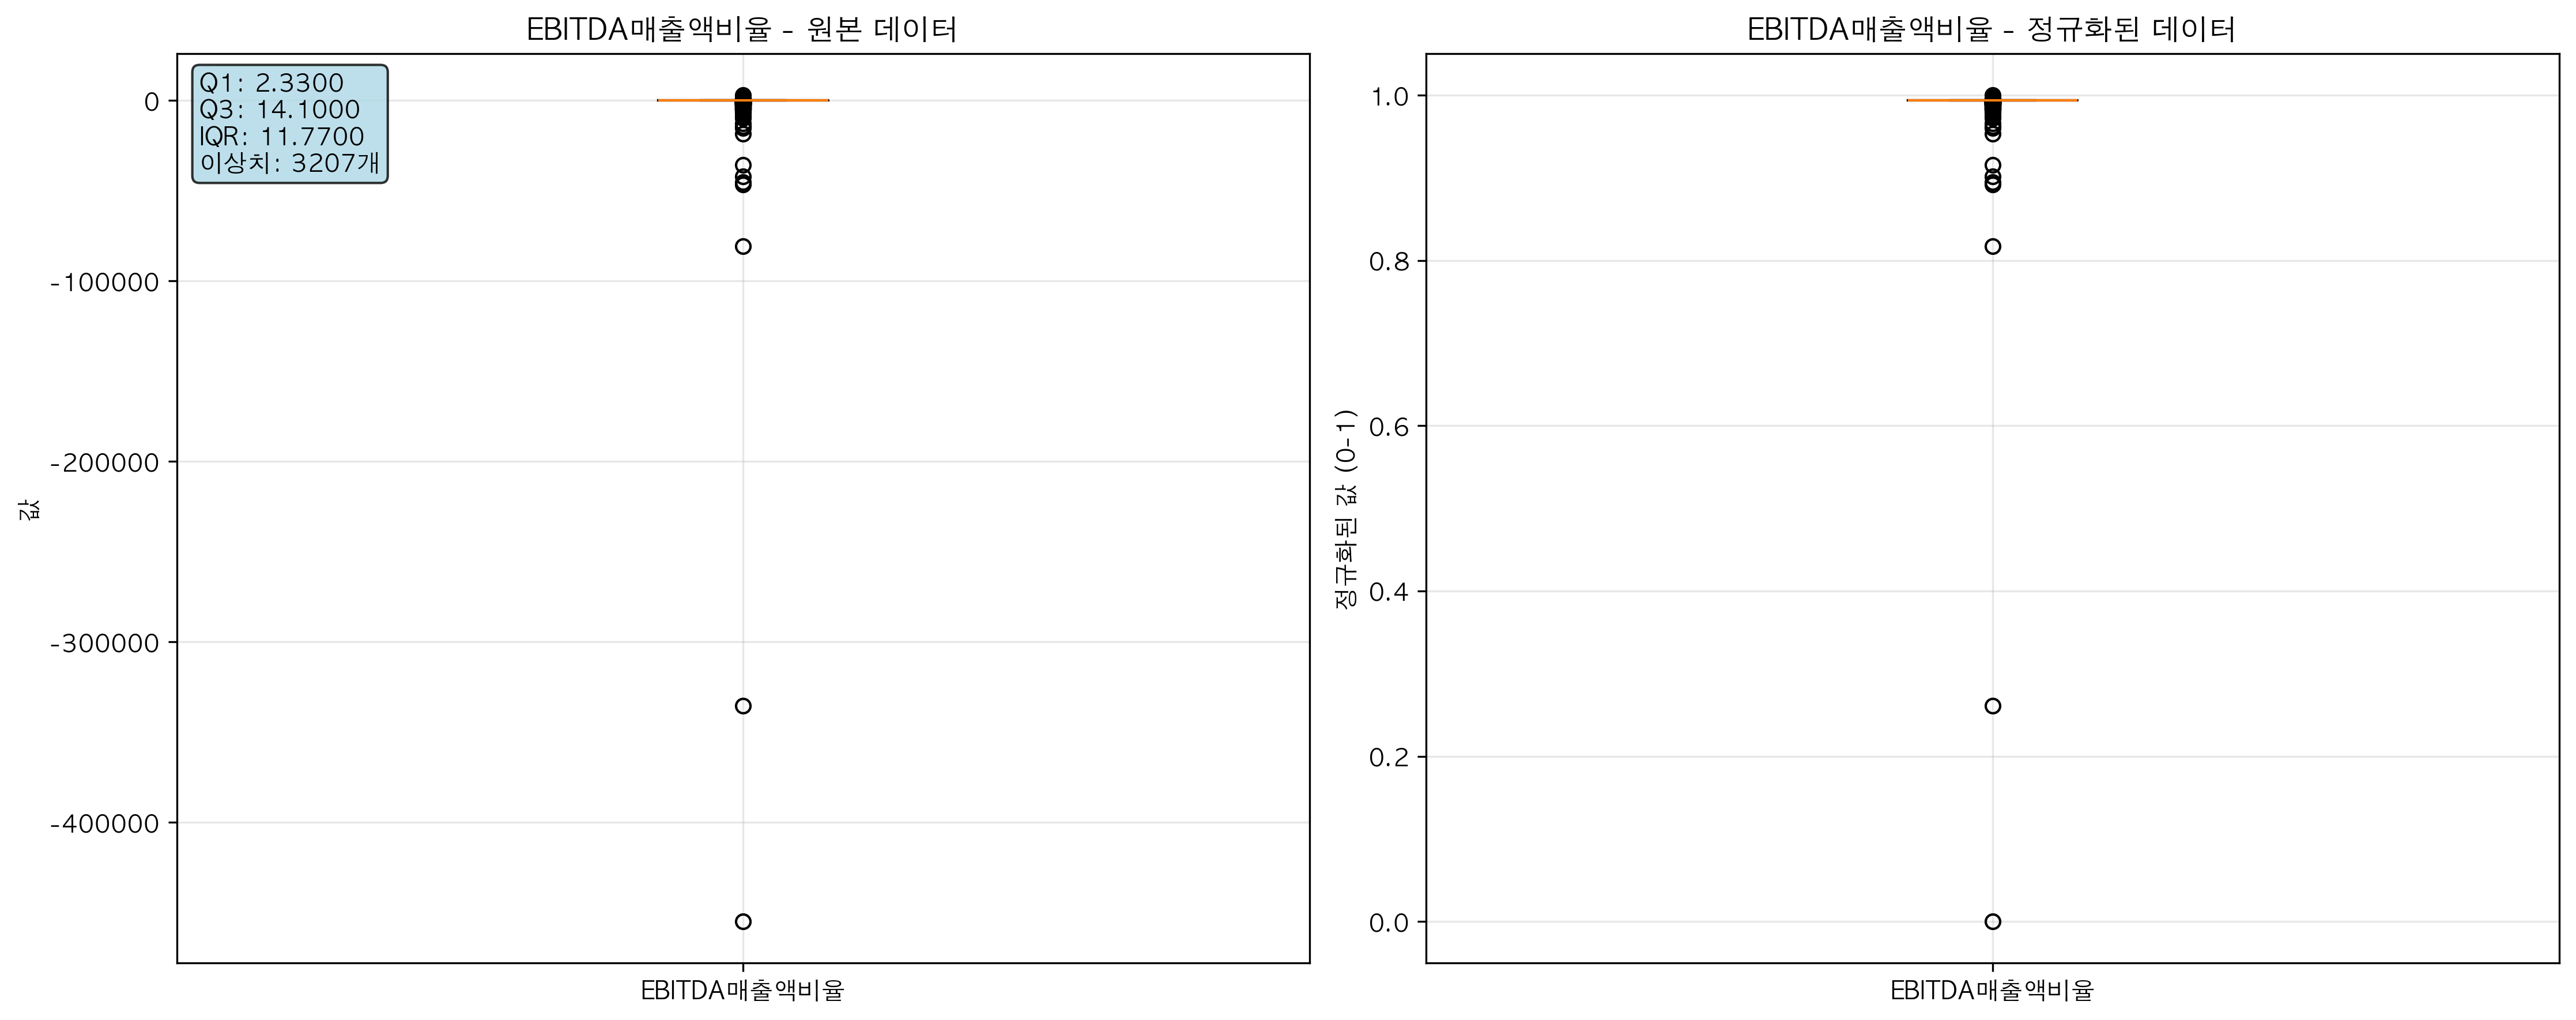 EBITDA매출액비율 - 원본 데이터
Q1: 2.3300
Q3: 14.1000
IQR: 11.7700
이상치: 3207개
0
-100000
-200000
-300000
-400000
값
EBITDA매출액비율
EBITDA매출액비율 - 정규화된 데이터
1.0
0.8
0.6
0.4
0.2
0.0
정규화된 값 (0-1)
EBITDA매출액비율